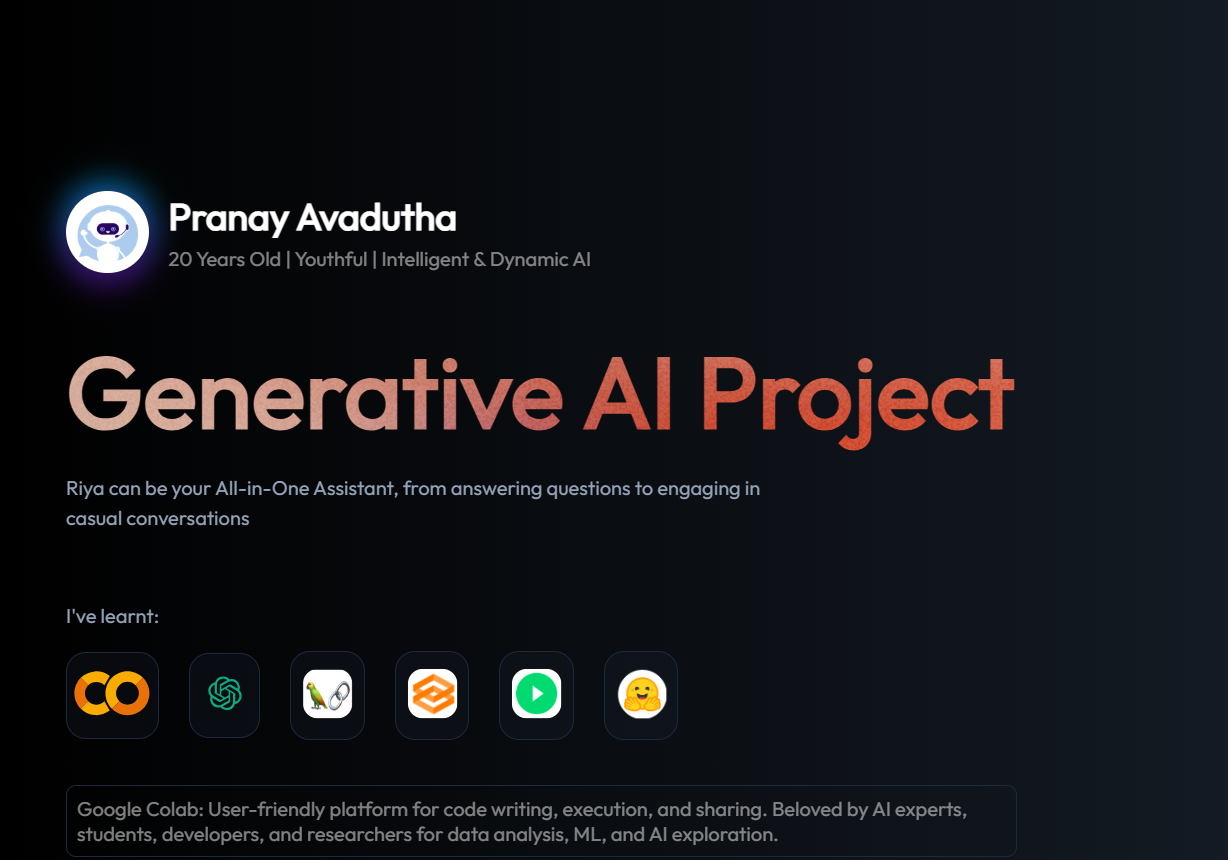 Pranay Avadutha
20 Years Old | Youthful | Intelligent & Dynamic AI
Generative AI Project
Riya can be your All-in-One Assistant, from answering questions to engaging in
casual conversations
I've learnt:
Google Colab: User-friendly platform for code writing, execution, and sharing. Beloved by AI experts,
students, developers, and researchers for data analysis, ML, and AI exploration.